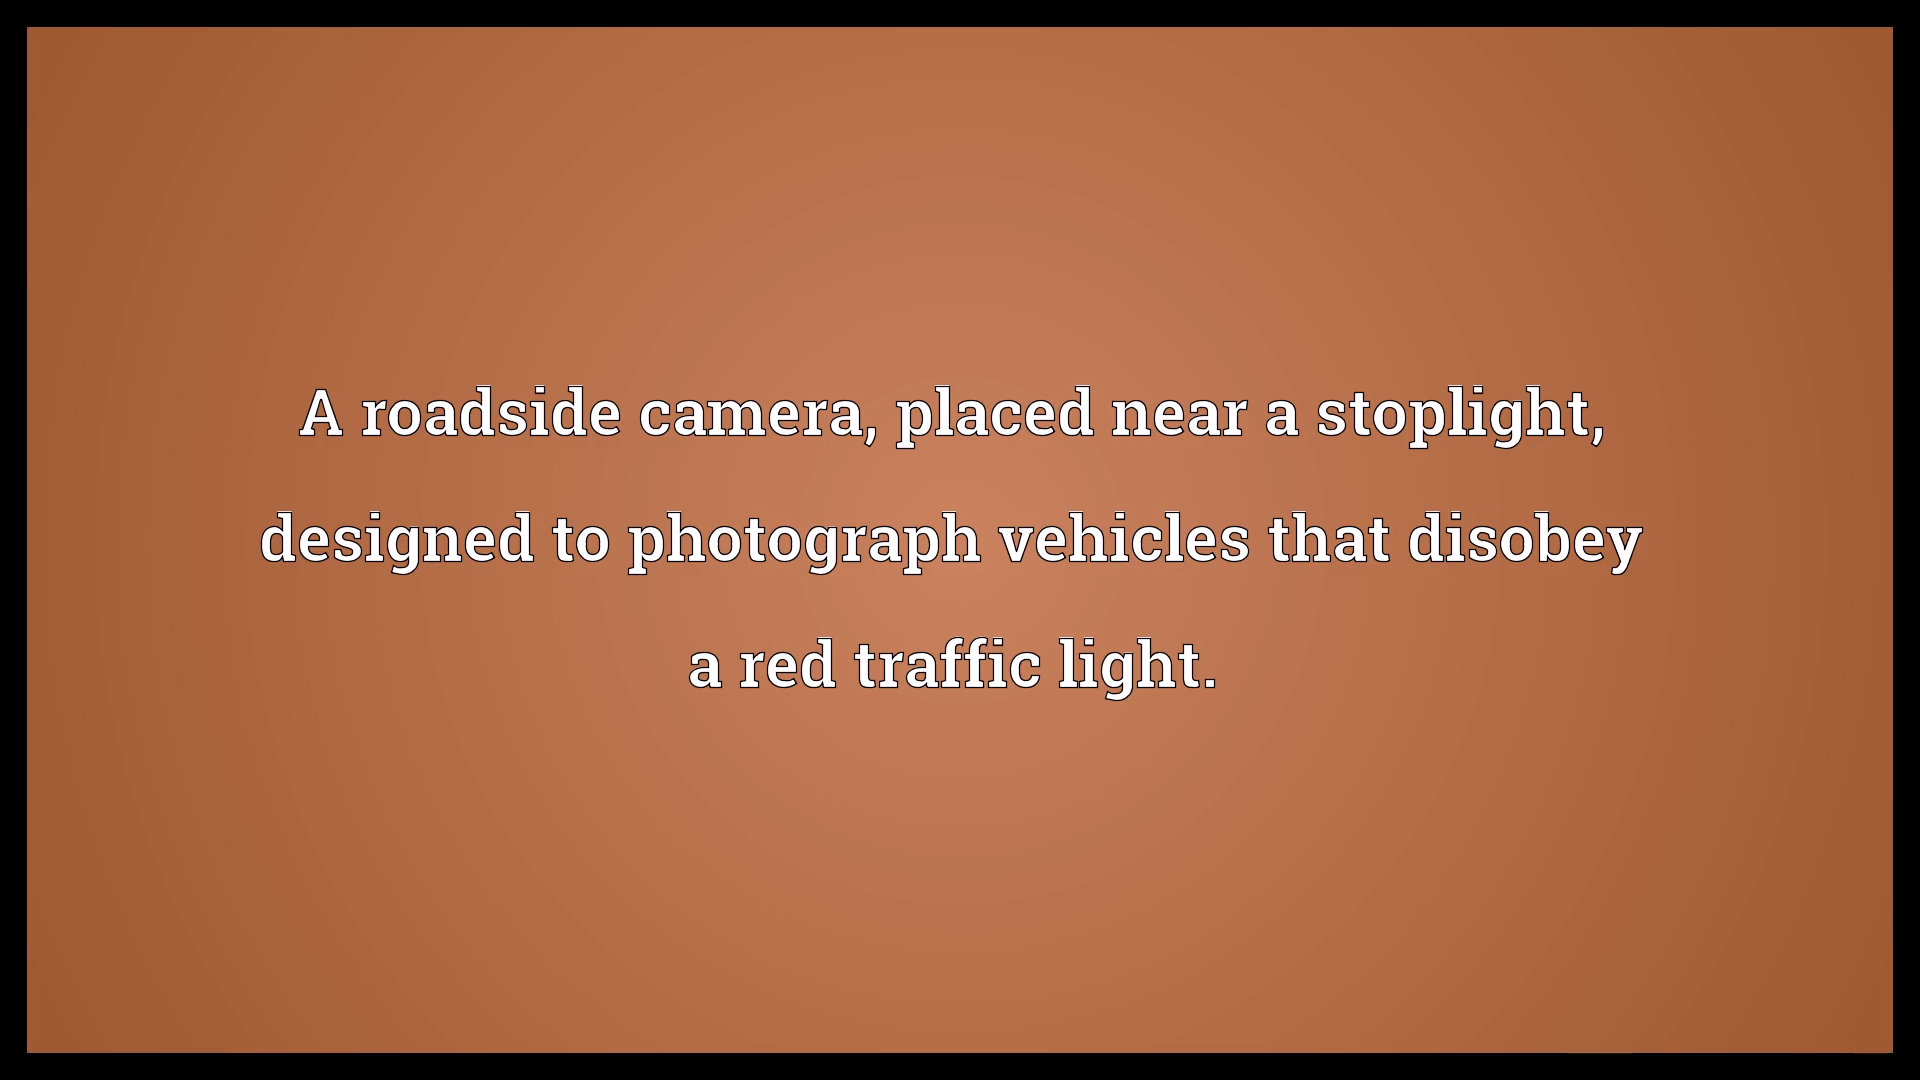 A roadside camera, placed near a stoplight,
designed to photograph vehicles that disobey
a red traffic light.